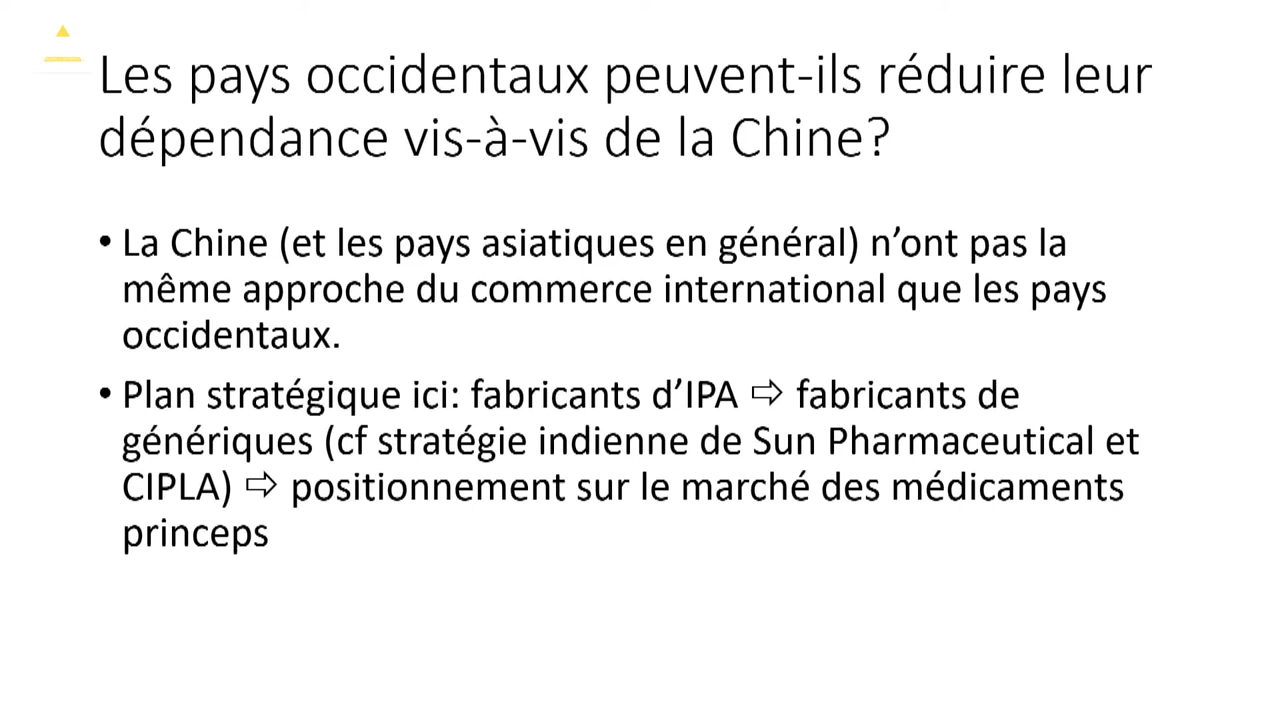 Les pays occidentaux peuvent-ils réduire leur
dépendance vis-à-vis de la Chine?
• La Chine (et les pays asiatiques en général) n’ont pas la
même approche du commerce international que les pays
occidentaux.
• Plan stratégique ici: fabricants d’IPA ⇨ fabricants de
génériques (cf stratégie indienne de Sun Pharmaceutical et
CIPLA) ⇨ positionnement sur le marché des médicaments
princeps